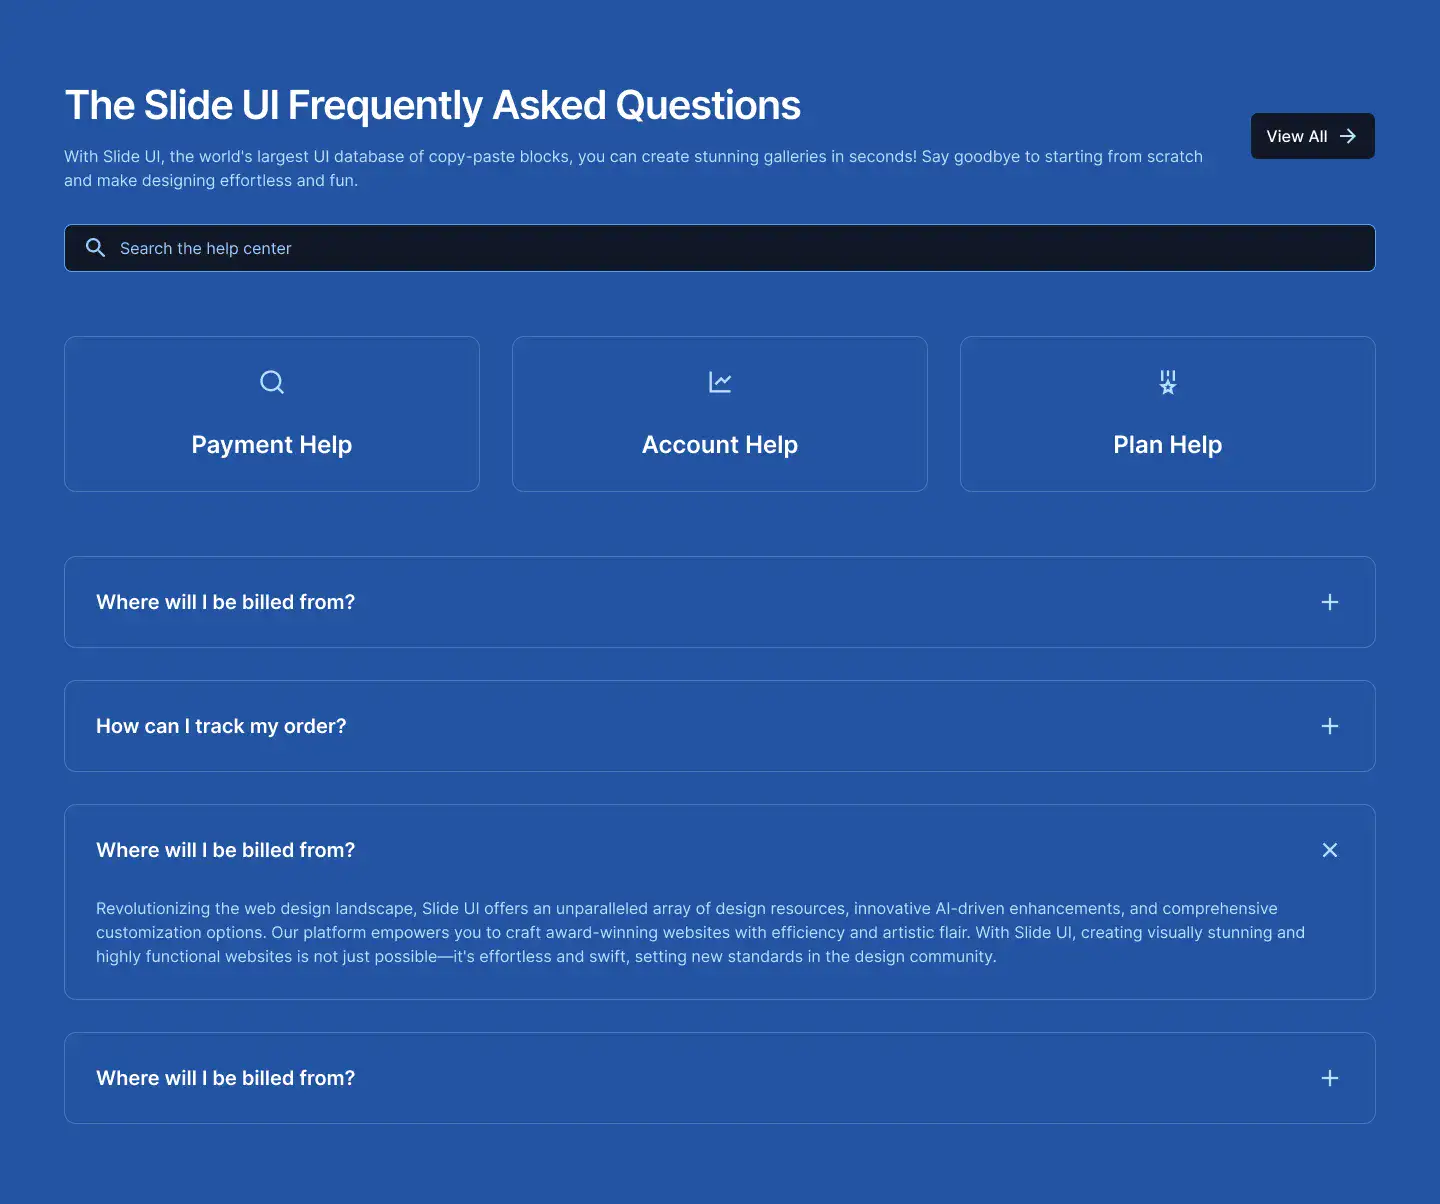 The Slide UI Frequently Asked Questions
With Slide UI, the world's largest UI database of copy-paste blocks, you can create stunning galleries in seconds! Say goodbye to starting from scratch
and make designing effortless and fun.
View All
Search the help center
Payment Help
Account Help
Plan Help
Where will I be billed from?
How can I track my order?
Where will I be billed from?
Revolutionizing the web design landscape, Slide UI offers an unparalleled array of design resources, innovative AI-driven enhancements, and comprehensive
customization options. Our platform empowers you to craft award-winning websites with efficiency and artistic flair. With Slide UI, creating visually stunning and
highly functional websites is not just possible—it's effortless and swift, setting new standards in the design community.
Where will I be billed from?